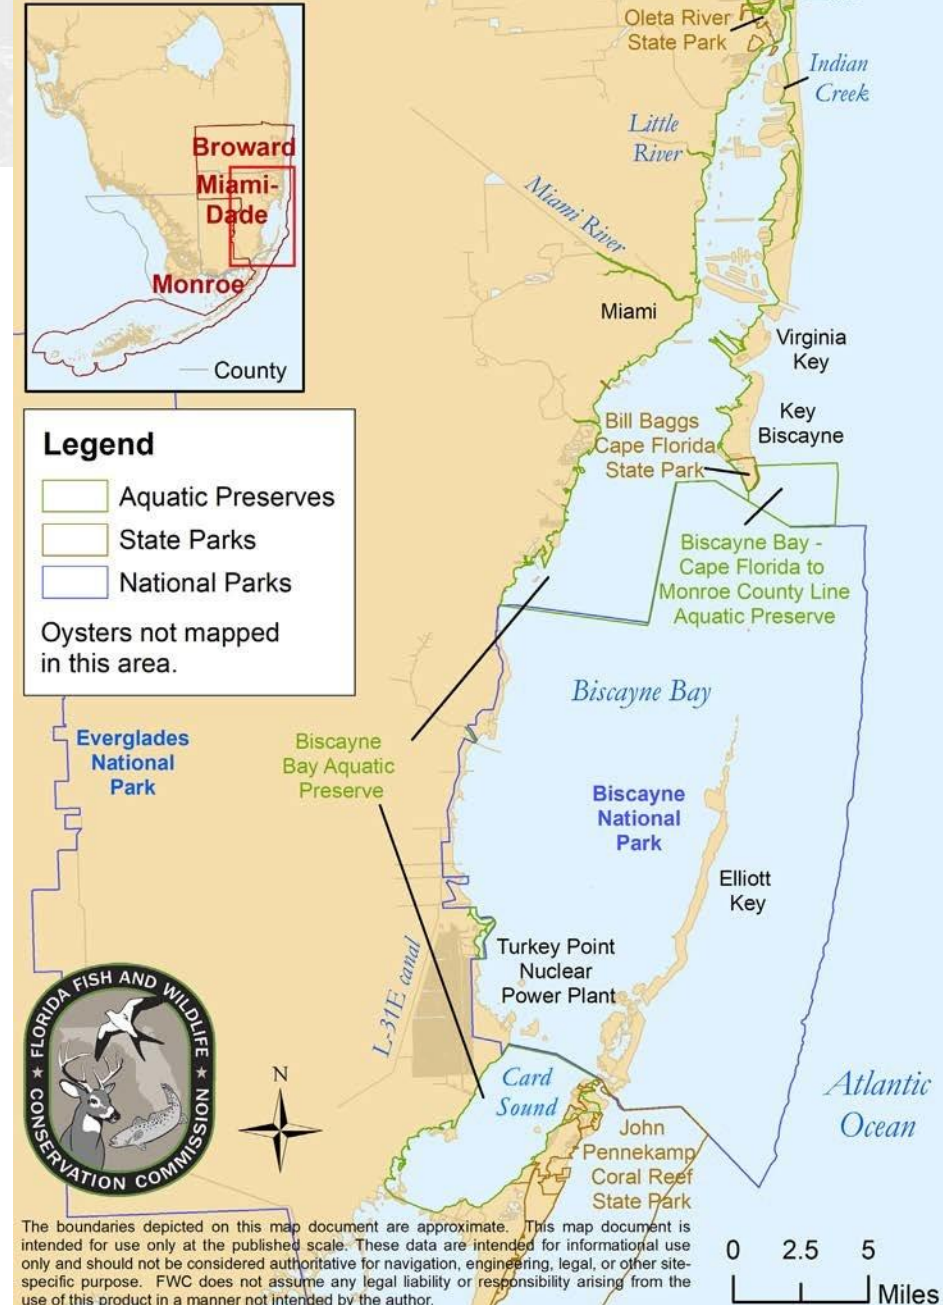 Oleta River
State Park
Indian
Creek
Little
River
Broward
Miami-
Dade
Monroe
County
Miami River
Miami
Virginia
Key
Key
Biscayne
Bill Baggs
Cape Florida
State Park
Legend
Aquatic Preserves
State Parks
National Parks
Oysters not mapped
in this area.
Biscayne Bay -
Cape Florida to
Monroe County Line
Aquatic Preserve
Biscayne Bay
Everglades
National
Park
Biscayne
Bay Aquatic
Preserve
Biscayne
National
Park
Elliott
Key
Turkey Point
Nuclear
Power Plant
L-31E canal
FLORIDA FISH AND WILDLIFE
CONSERVATION COMMISSION
N
Card
Sound
Atlantic
Ocean
John
Pennekamp
Coral Reef
State Park
The boundaries depicted on this map document are approximate. This map document is
intended for use only at the published scale. These data are intended for informational use
only and should not be considered authoritative for navigation, engineering, legal, or other site-
specific purpose. FWC does not assume any legal liability or responsibility arising from the
use of this product in a manner not intended by the author.
0 2.5 5
Miles